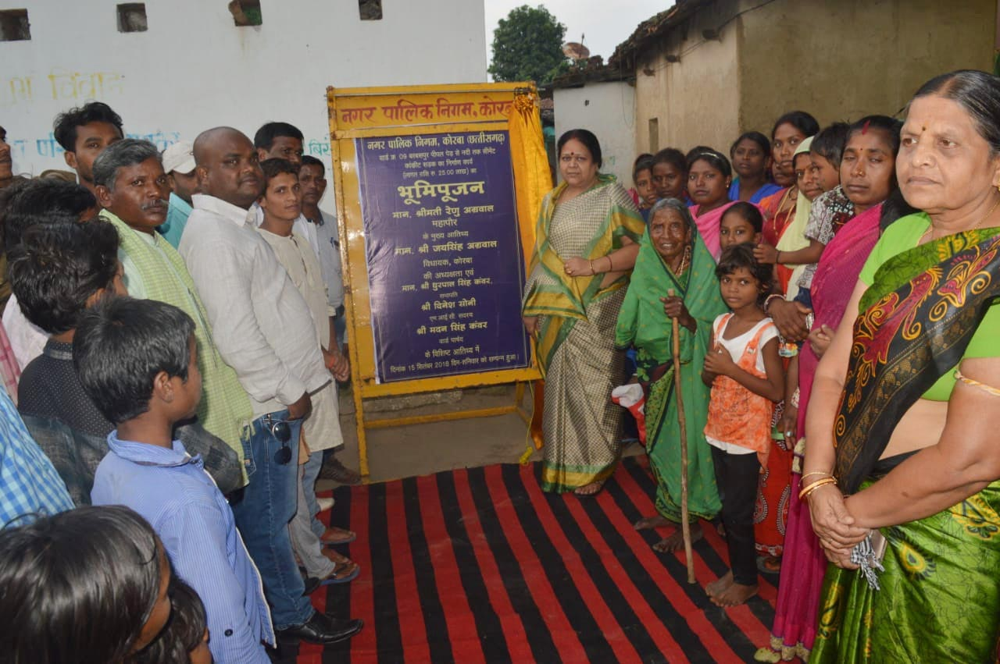 नगर पालिक निगम, कोरबा
नगर पालिक निगम, कोरबा (छत्तीसगढ़)
वार्ड क्र. 09 बरबसपुर पीपल पेड़ से नदी तक सीमेंट
कांकीट सड़क का निर्माण कार्य
(लागत राशि रु. 25.00 लाख) का
भूमिपूजन
मान. श्रीमती रेणु अग्रवाल
महापौर
के मुख्य आतिथ्य
मान. श्री जयसिंह अग्रवाल
विधायक, कोरबा
की अध्यक्षता एवं
मान. श्री धुरपाल सिंह कंवर,
सभापति
श्री दिनेश सोनी
एम आई सी. सदस्य
श्री मदन सिंह कंवर
वार्ड पार्षद
के विशिष्ट आतिथ्य में
दिनांक 15 सितंबर 2018 दिन-शनिवार को सम्पन्न हुआ।
विवाद